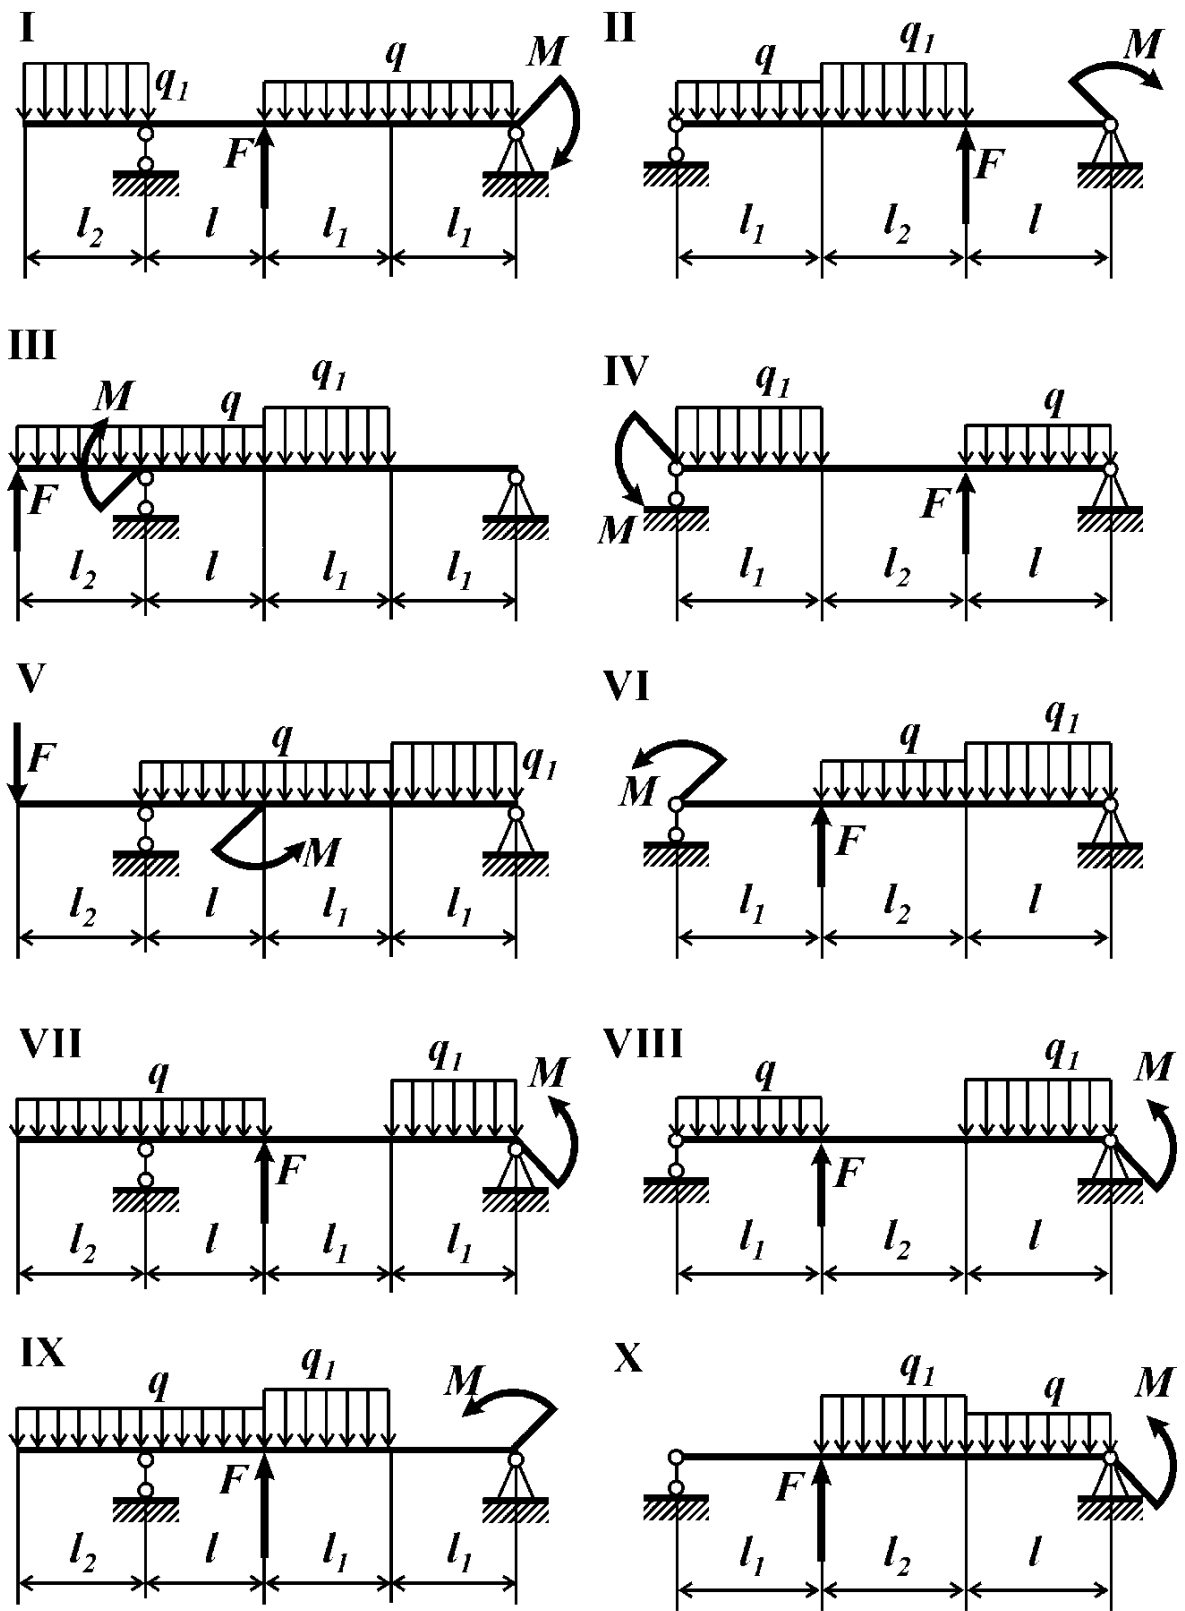 I
q₁ q M
F
l₂ l l₁ l₁
II
q q₁ M
F
l₁ l₂ l
III
M q q₁
F
l₂ l l₁ l₁
IV
q₁ q
M F
l₁ l₂ l
V
F q q₁
M
l₂ l l₁ l₁
VI
M q q₁
F
l₁ l₂ l
VII
q q₁ M
F
l₂ l l₁ l₁
VIII
q q₁ M
F
l₁ l₂ l
IX
q q₁ M
F
l₂ l l₁ l₁
X
q₁ q M
F
l₁ l₂ l